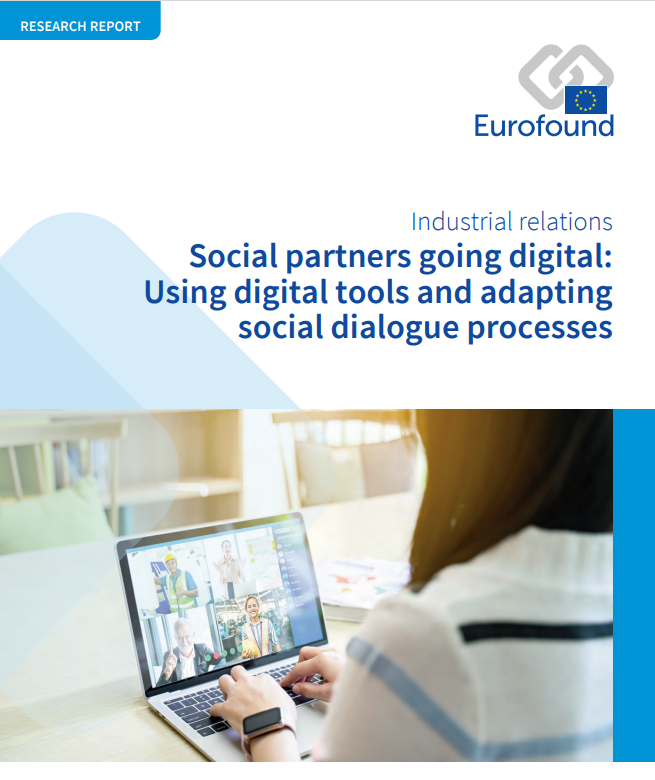 RESEARCH REPORT
Eurofound
Industrial relations
Social partners going digital:
Using digital tools and adapting
social dialogue processes